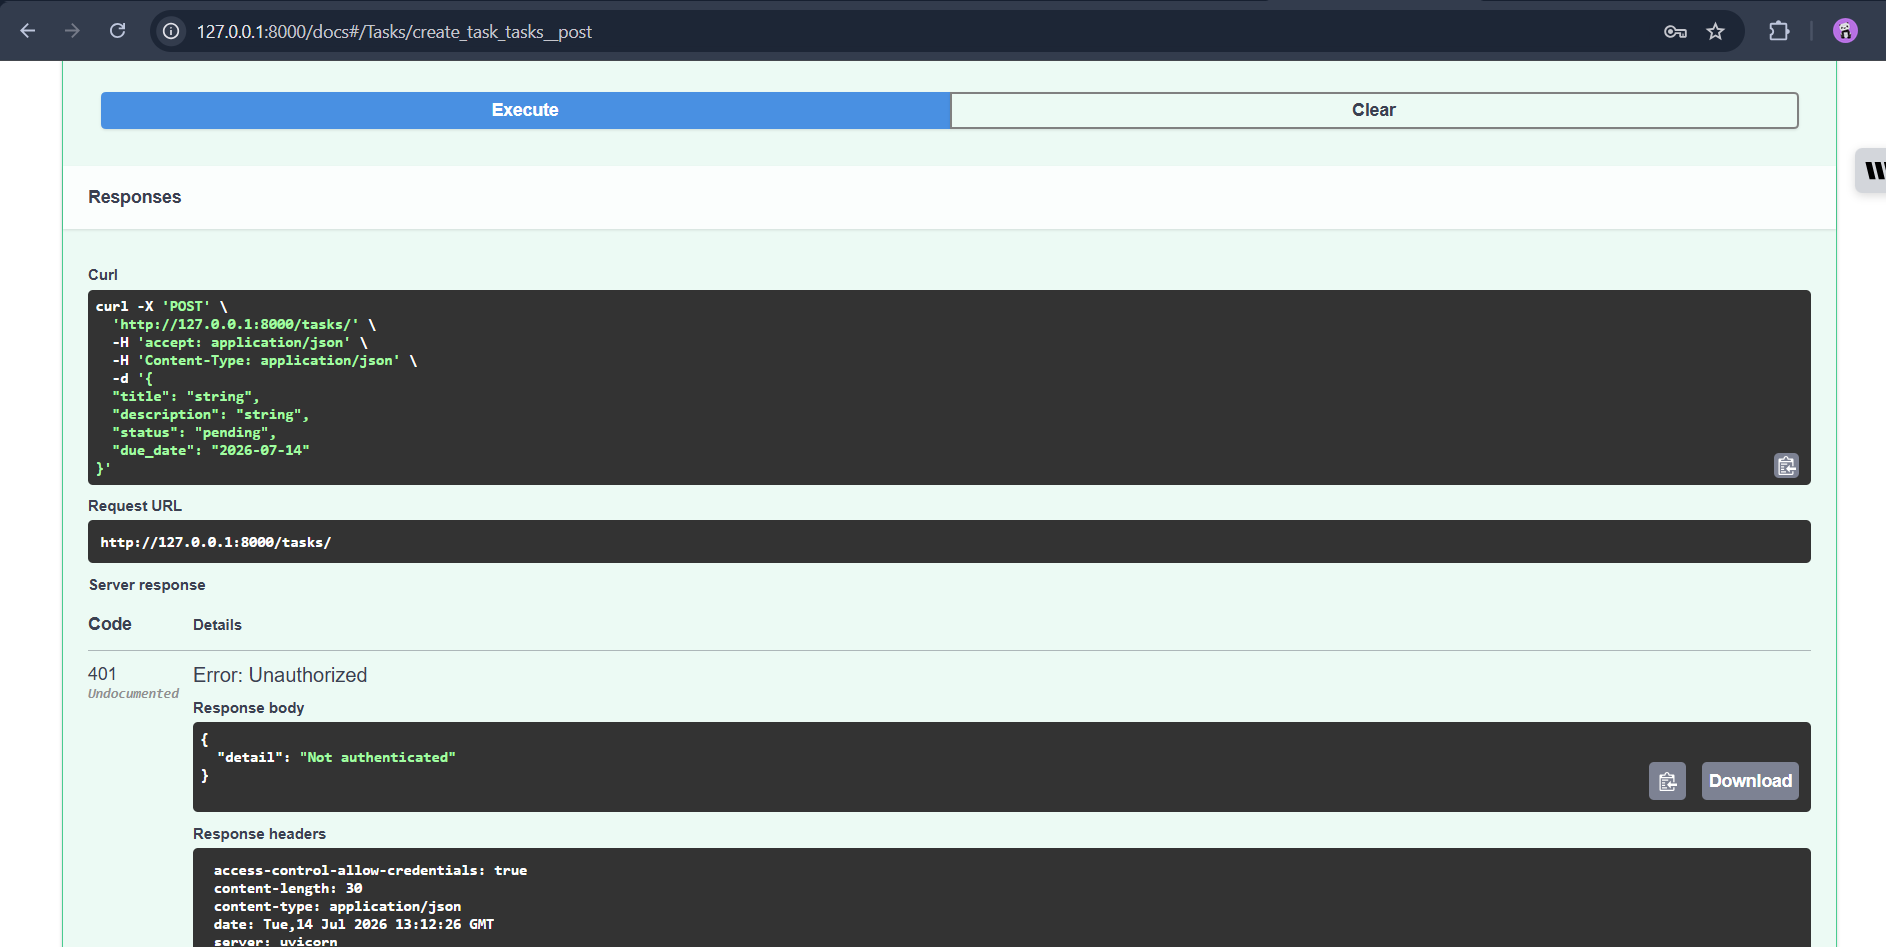 127.0.0.1:8000/docs#/Tasks/create_task_tasks__post
Execute
Clear
Responses
Curl
curl -X 'POST' \
  'http://127.0.0.1:8000/tasks/' \
  -H 'accept: application/json' \
  -H 'Content-Type: application/json' \
  -d '{
  "title": "string",
  "description": "string",
  "status": "pending",
  "due_date": "2026-07-14"
}'
Request URL
http://127.0.0.1:8000/tasks/
Server response
Code Details
401 Error: Unauthorized
Undocumented
Response body
{
  "detail": "Not authenticated"
}
Download
Response headers
access-control-allow-credentials: true
content-length: 30
content-type: application/json
date: Tue,14 Jul 2026 13:12:26 GMT
server: uvicorn